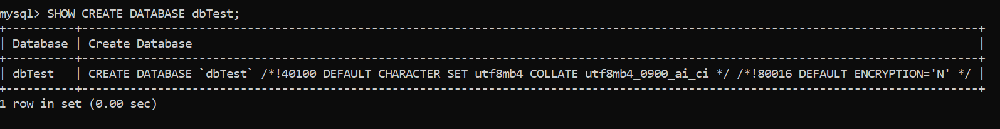 mysql> SHOW CREATE DATABASE dbTest;
+----------+----------------------------------------------------------------------------------------------------------------------------------+
| Database | Create Database                                                                                                                  |
+----------+----------------------------------------------------------------------------------------------------------------------------------+
| dbTest   | CREATE DATABASE `dbTest` /*!40100 DEFAULT CHARACTER SET utf8mb4 COLLATE utf8mb4_0900_ai_ci */ /*!80016 DEFAULT ENCRYPTION='N' */ |
+----------+----------------------------------------------------------------------------------------------------------------------------------+
1 row in set (0.00 sec)